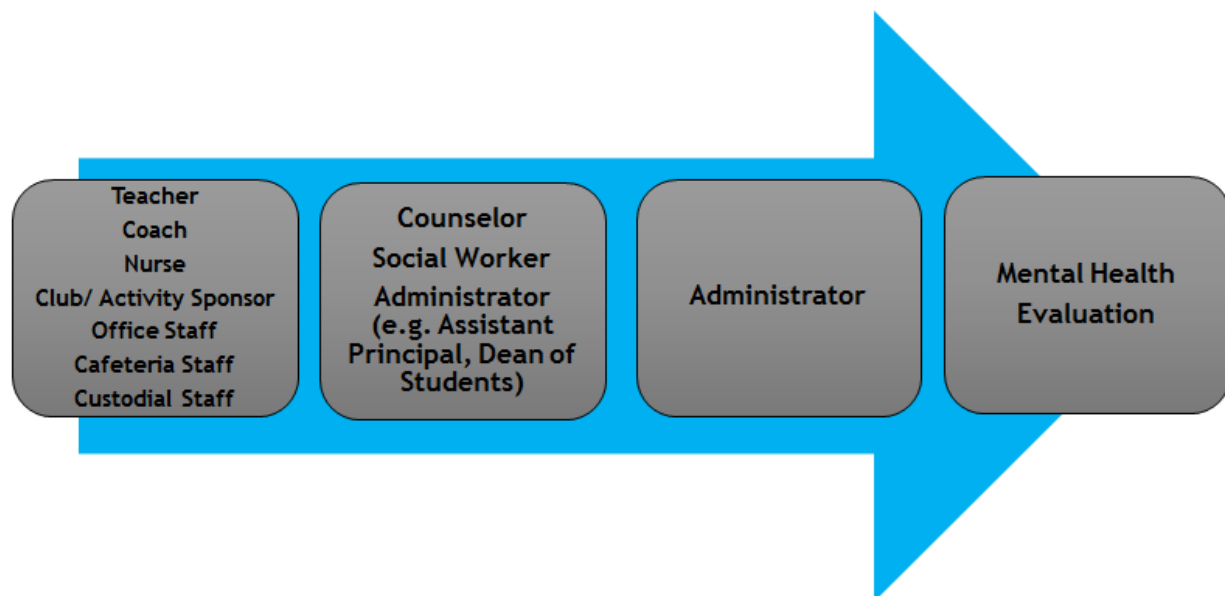 Teacher
Coach
Nurse
Club/ Activity Sponsor
Office Staff
Cafeteria Staff
Custodial Staff
Counselor
Social Worker
Administrator
(e.g. Assistant
Principal, Dean of
Students)
Administrator
Mental Health
Evaluation